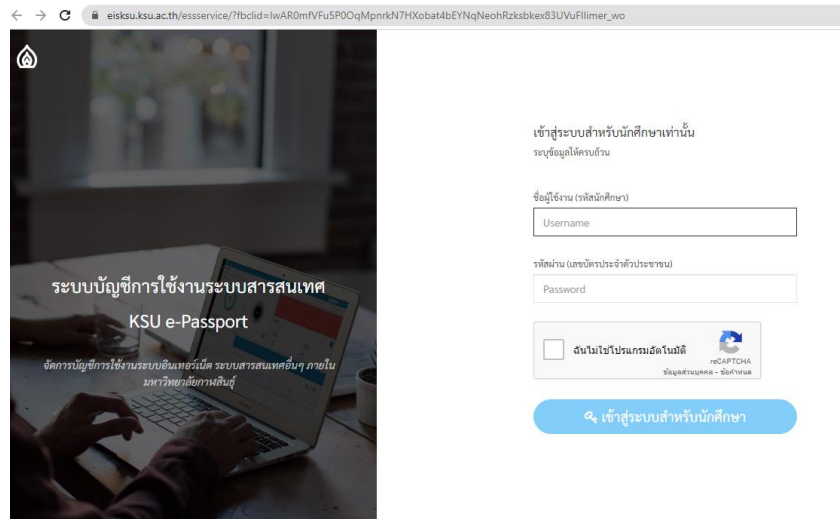 eisksu.ksu.ac.th/essservice/?fbclid=IwAR0mfVFu5P0OqMpnrkN7HXobat4bEYNqNeohRzksbkex83UVuFIlimer_wo
ระบบบัญชีการใช้งานระบบสารสนเทศ
KSU e-Passport
จัดการบัญชีการใช้งานระบบอินเทอร์เน็ต ระบบสารสนเทศอื่นๆ ภายใน
มหาวิทยาลัยกาฬสินธุ์
เข้าสู่ระบบสำหรับนักศึกษาเท่านั้น
ระบุข้อมูลให้ครบถ้วน
ชื่อผู้ใช้งาน (รหัสนักศึกษา)
Username
รหัสผ่าน (เลขบัตรประจำตัวประชาชน)
Password
ฉันไม่ใช่โปรแกรมอัตโนมัติ
reCAPTCHA
ข้อมูลส่วนบุคคล - ข้อกำหนด
เข้าสู่ระบบสำหรับนักศึกษา